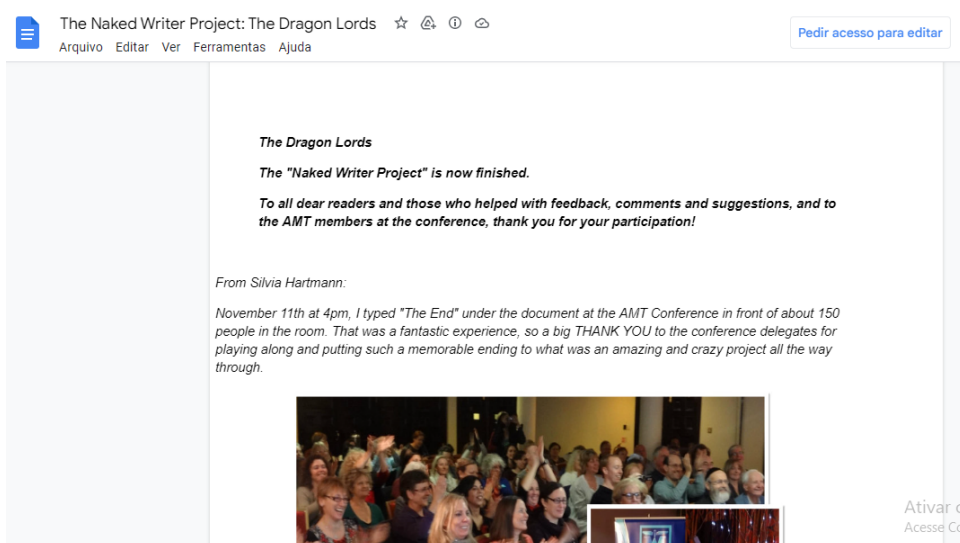 The Naked Writer Project: The Dragon Lords
Arquivo Editar Ver Ferramentas Ajuda
Pedir acesso para editar
The Dragon Lords
The "Naked Writer Project" is now finished.
To all dear readers and those who helped with feedback, comments and suggestions, and to
the AMT members at the conference, thank you for your participation!
From Silvia Hartmann:
November 11th at 4pm, I typed "The End" under the document at the AMT Conference in front of about 150
people in the room. That was a fantastic experience, so a big THANK YOU to the conference delegates for
playing along and putting such a memorable ending to what was an amazing and crazy project all the way
through.
Ativar
Acesse